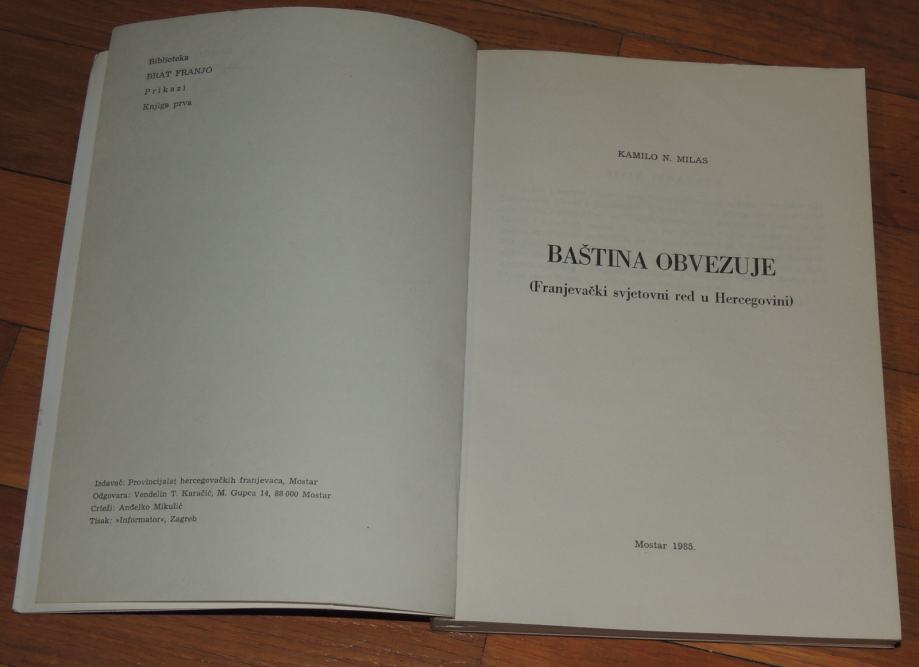 Biblioteka
BRAT FRANJO
Prikazi
Knjiga prva
Izdavač: Provincijalat hercegovačkih franjevaca, Mostar
Odgovara: Vendelin T. Karačić, M. Gupca 14, 88 000 Mostar
Crteži: Anđelko Mikulić
Tisak: »Informator«, Zagreb
KAMILO N. MILAS
BAŠTINA OBVEZUJE
(Franjevački svjetovni red u Hercegovini)
Mostar 1985.